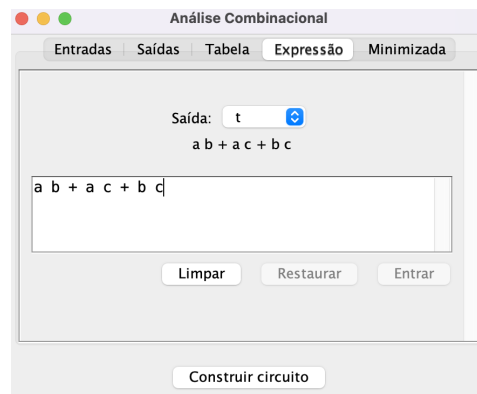 Análise Combinacional
Entradas Saídas Tabela Expressão Minimizada
Saída: t
a b + a c + b c
a b + a c + b c
Limpar Restaurar Entrar
Construir circuito